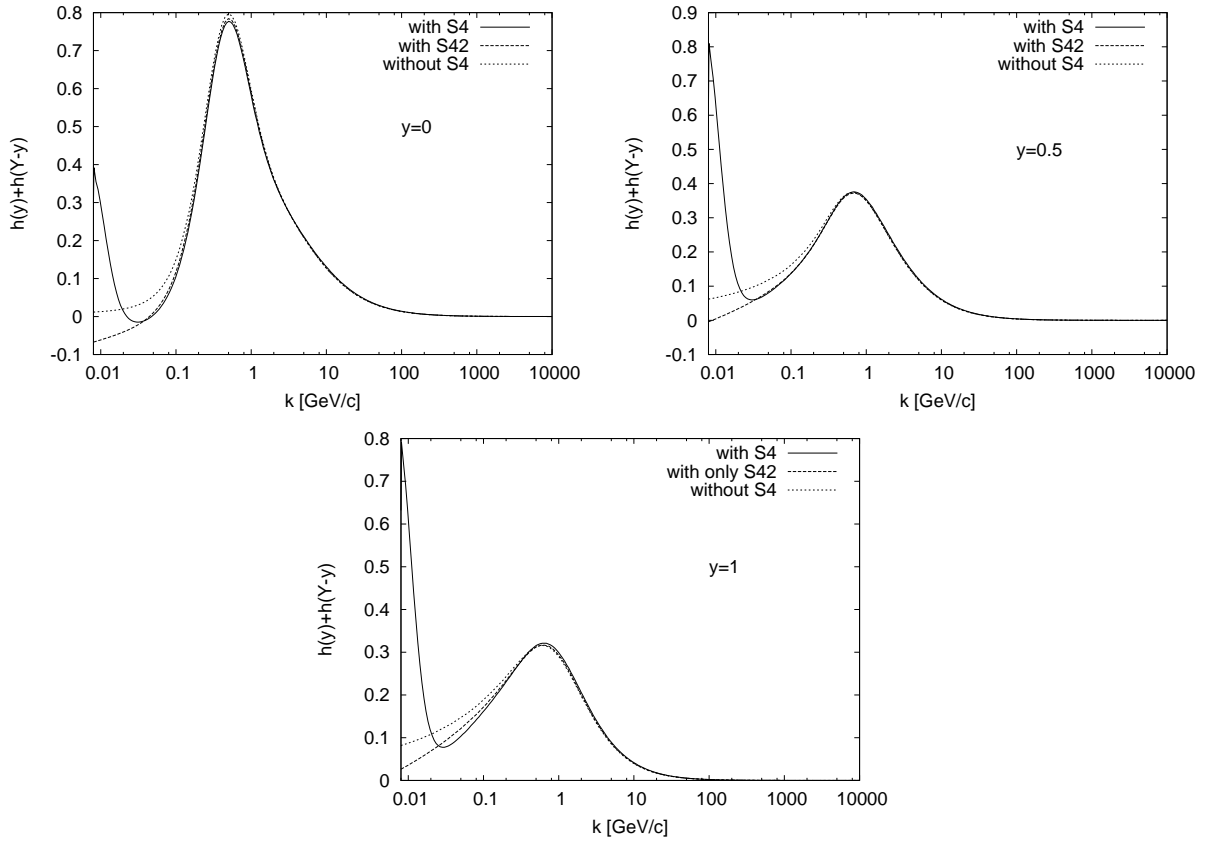 0.8
0.7
0.6
0.5
0.4
0.3
0.2
0.1
0
-0.1
h(y)+h(Y-y)
with S4
with S42
without S4
y=0
0.01 0.1 1 10 100 1000 10000
k [GeV/c]
0.9
0.8
0.7
0.6
0.5
0.4
0.3
0.2
0.1
0
-0.1
h(y)+h(Y-y)
with S4
with S42
without S4
y=0.5
0.01 0.1 1 10 100 1000 10000
k [GeV/c]
0.8
0.7
0.6
0.5
0.4
0.3
0.2
0.1
0
h(y)+h(Y-y)
with S4
with only S42
without S4
y=1
0.01 0.1 1 10 100 1000 10000
k [GeV/c]